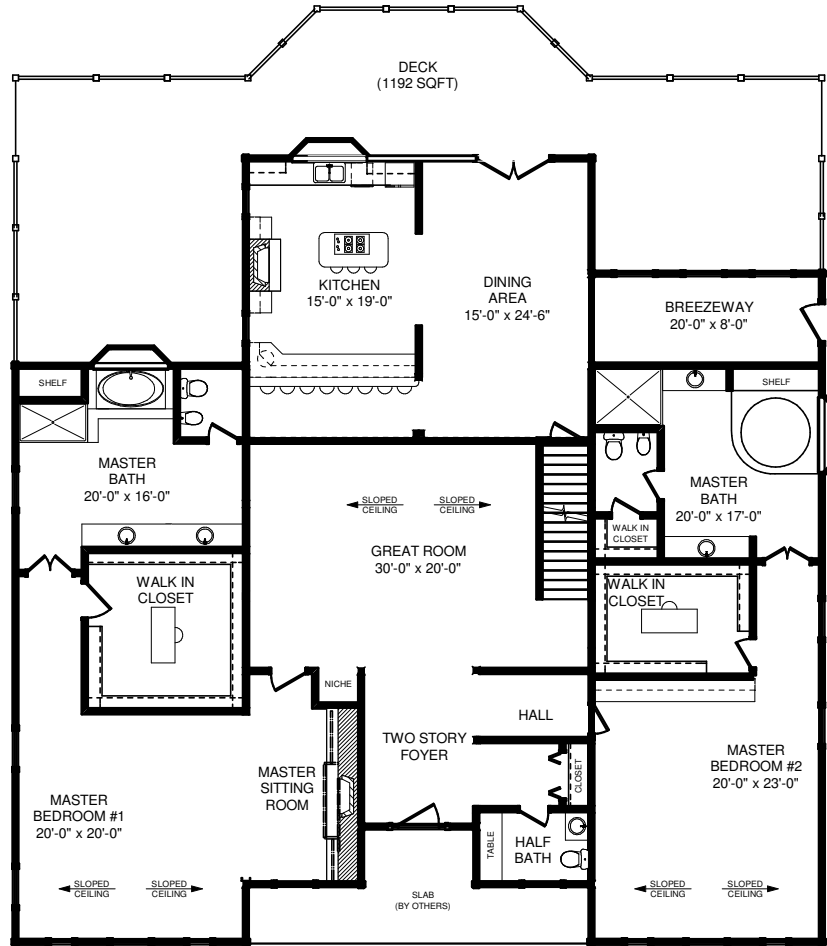 DECK
(1192 SQFT)
KITCHEN
15'-0" x 19'-0"
DINING
AREA
15'-0" x 24'-6"
BREEZEWAY
20'-0" x 8'-0"
SHELF
SHELF
MASTER
BATH
20'-0" x 16'-0"
MASTER
BATH
20'-0" x 17'-0"
SLOPED
CEILING
SLOPED
CEILING
GREAT ROOM
30'-0" x 20'-0"
WALK IN
CLOSET
WALK IN
CLOSET
WALK IN
CLOSET
NICHE
HALL
TWO STORY
FOYER
MASTER
SITTING
ROOM
CLOSET
MASTER
BEDROOM #1
20'-0" x 20'-0"
MASTER
BEDROOM #2
20'-0" x 23'-0"
TABLE
HALF
BATH
SLOPED
CEILING
SLOPED
CEILING
SLAB
(BY OTHERS)
SLOPED
CEILING
SLOPED
CEILING